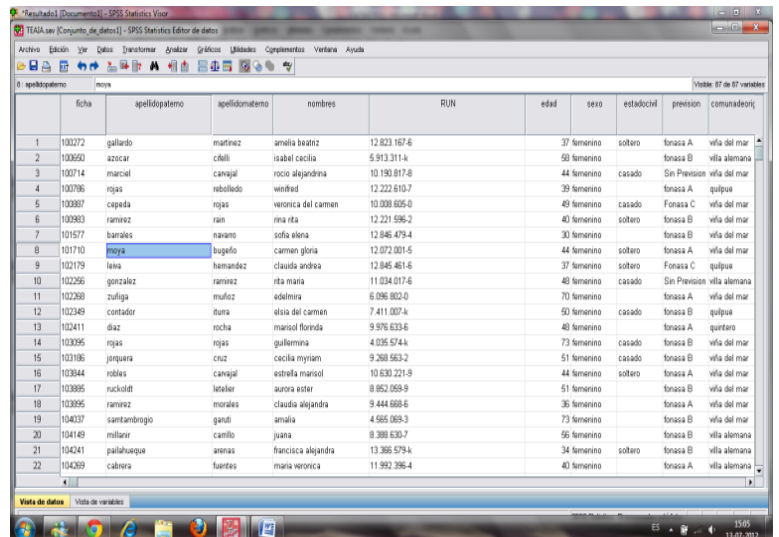 *Resultado1 [Documento1] - SPSS Statistics Visor
TEAIA.sav [Conjunto_de_datos1] - SPSS Statistics Editor de datos
Archivo Edición Ver Datos Transformar Analizar Gráficos Utilidades Complementos Ventana Ayuda
8 : apellidopaterno moya Visible: 87 de 87 variables
ficha apellidopaterno apellidomaterno nombres RUN edad sexo estadocivil prevision comunadeorig
1 100272 gallardo martinez amelia beatriz 12.823.167-6 37 femenino soltero fonasa A viña del mar
2 100650 azocar cifelli isabel cecilia 5.913.311-k 58 femenino fonasa B villa alemana
3 100714 marciel carvajal rocio alejandrina 10.190.817-8 44 femenino casado Sin Prevision viña del mar
4 100786 rojas rebolledo winifred 12.222.610-7 39 femenino fonasa A quilpue
5 100887 cepeda rojas veronica del carmen 10.008.605-0 49 femenino casado Fonasa C viña del mar
6 100983 ramirez rain rina rita 12.221.596-2 40 femenino soltero fonasa B viña del mar
7 101577 barrales navarro sofia elena 12.846.479-4 30 femenino fonasa B viña del mar
8 101710 moya bugeño carmen gloria 12.072.001-5 44 femenino soltero fonasa A viña del mar
9 102179 leiva hernandez clauida andrea 12.845.461-6 37 femenino soltero Fonasa C quilpue
10 102256 gonzalez ramirez rita maria 11.034.017-6 48 femenino casado Sin Prevision villa alemana
11 102268 zuñiga muñoz edelmira 6.096.802-0 70 femenino fonasa A viña del mar
12 102349 contador iturra elsia del carmen 7.411.007-k 50 femenino casado fonasa B quilpue
13 102411 diaz rocha marisol florinda 9.976.633-6 48 femenino fonasa A quintero
14 103095 rojas rojas guillermina 4.035.574-k 73 femenino casado fonasa B viña del mar
15 103186 jorquera cruz cecilia myriam 9.268.563-2 51 femenino casado fonasa B viña del mar
16 103844 robles carvajal estrella marisol 10.630.221-9 44 femenino soltero fonasa A viña del mar
17 103885 ruckoldt letelier aurora ester 8.852.059-9 51 femenino fonasa B viña del mar
18 103895 ramirez morales claudia alejandra 9.444.668-6 36 femenino fonasa A viña del mar
19 104037 samtambrogio garuti amalia 4.565.069-3 73 femenino fonasa B viña del mar
20 104149 millanir carrillo juana 8.388.630-7 56 femenino fonasa B villa alemana
21 104241 pailahueque arenas francisca alejandra 13.366.579-k 34 femenino soltero fonasa B villa alemana
22 104269 cabrera fuentes maria veronica 11.992.396-4 40 femenino fonasa A villa alemana
Vista de datos Vista de variables
ES 15:05
13-07-2012